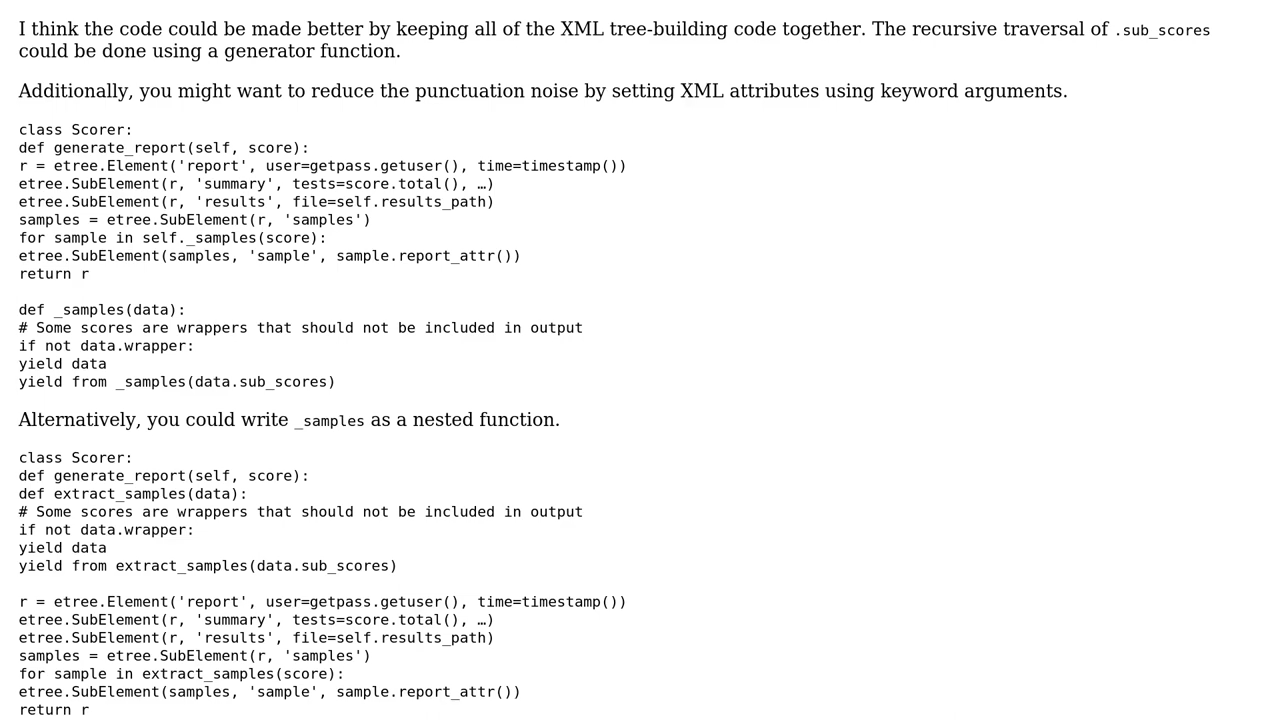 I think the code could be made better by keeping all of the XML tree-building code together. The recursive traversal of .sub_scores
could be done using a generator function.
Additionally, you might want to reduce the punctuation noise by setting XML attributes using keyword arguments.
class Scorer:
def generate_report(self, score):
r = etree.Element('report', user=getpass.getuser(), time=timestamp())
etree.SubElement(r, 'summary', tests=score.total(), …)
etree.SubElement(r, 'results', file=self.results_path)
samples = etree.SubElement(r, 'samples')
for sample in self._samples(score):
etree.SubElement(samples, 'sample', sample.report_attr())
return r
def _samples(data):
# Some scores are wrappers that should not be included in output
if not data.wrapper:
yield data
yield from _samples(data.sub_scores)
Alternatively, you could write _samples as a nested function.
class Scorer:
def generate_report(self, score):
def extract_samples(data):
# Some scores are wrappers that should not be included in output
if not data.wrapper:
yield data
yield from extract_samples(data.sub_scores)
r = etree.Element('report', user=getpass.getuser(), time=timestamp())
etree.SubElement(r, 'summary', tests=score.total(), …)
etree.SubElement(r, 'results', file=self.results_path)
samples = etree.SubElement(r, 'samples')
for sample in extract_samples(score):
etree.SubElement(samples, 'sample', sample.report_attr())
return r